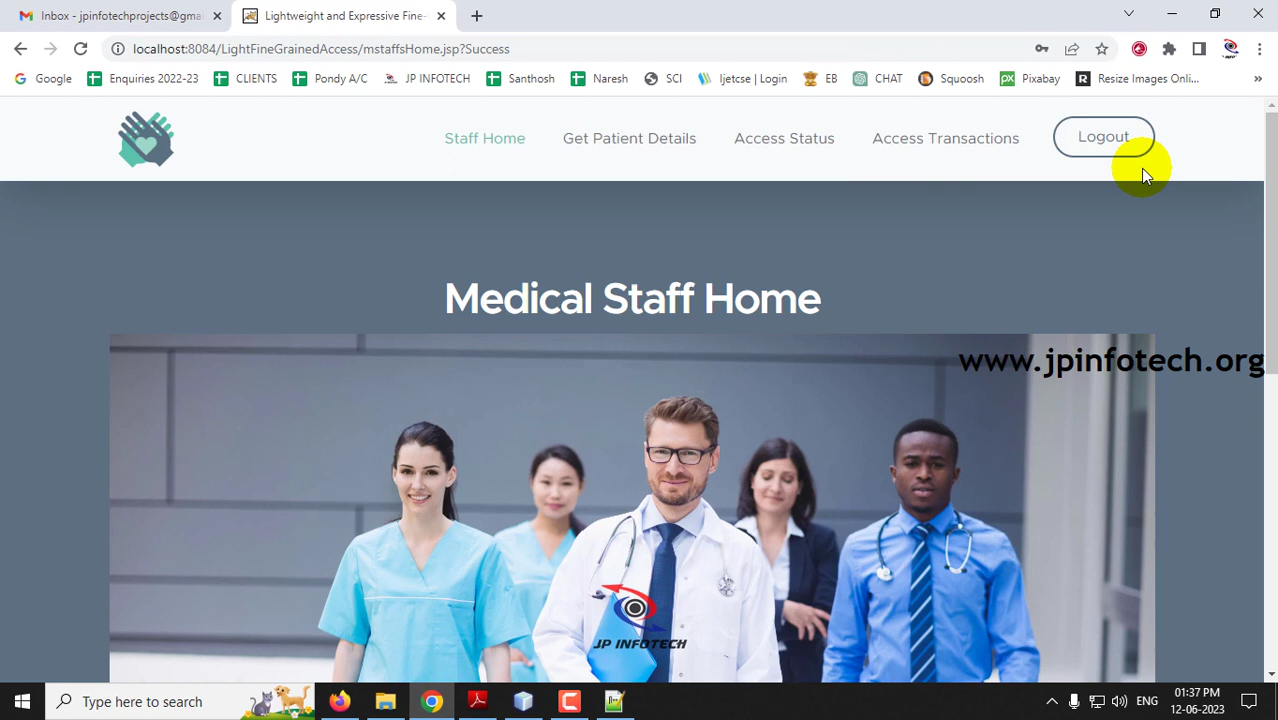 Inbox - jpinfotechprojects@gmai
Lightweight and Expressive Fine-
localhost:8084/LightFineGrainedAccess/mstaffsHome.jsp?Success
Google
Enquiries 2022-23
CLIENTS
Pondy A/C
JP INFOTECH
Santhosh
Naresh
SCI
Ijetcse | Login
EB
CHAT
Squoosh
Pixabay
Resize Images Onli...
Staff Home
Get Patient Details
Access Status
Access Transactions
Logout
Medical Staff Home
www.jpinfotech.org
JP INFOTECH
Type here to search
ENG
01:37 PM
12-06-2023